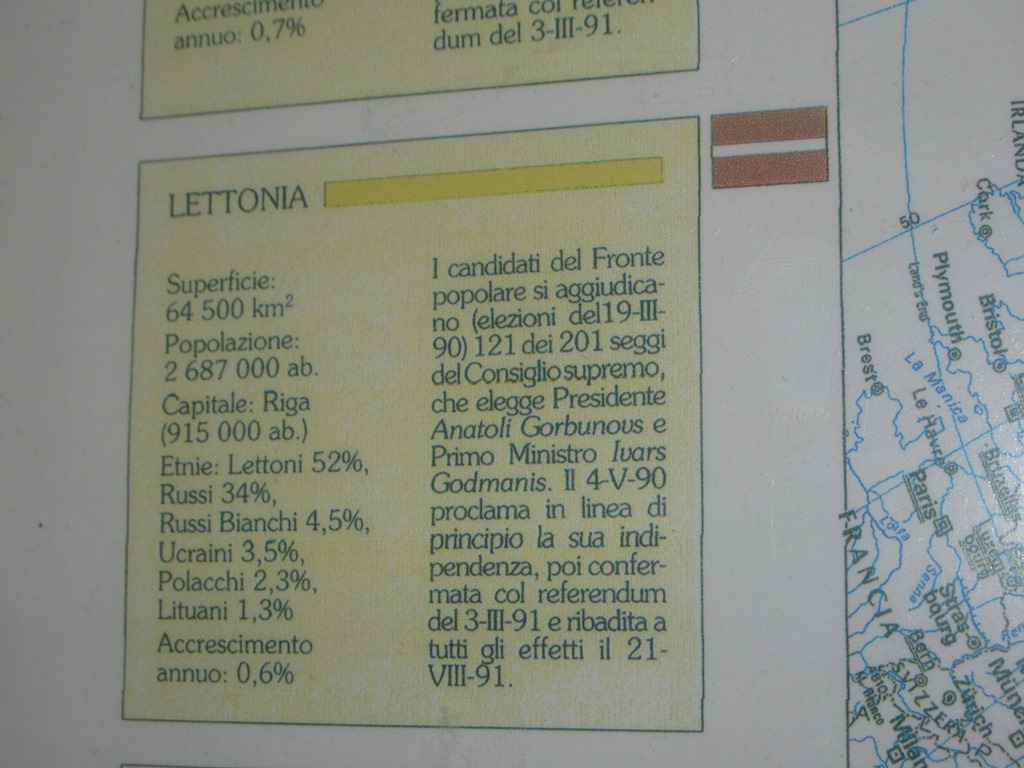 Accrescimento
annuo: 0,7%
fermata col referen-
dum del 3-III-91.
LETTONIA
Superficie:
64 500 km²
Popolazione:
2 687 000 ab.
Capitale: Riga
(915 000 ab.)
Etnie: Lettoni 52%,
Russi 34%,
Russi Bianchi 4,5%,
Ucraini 3,5%,
Polacchi 2,3%,
Lituani 1,3%
Accrescimento
annuo: 0,6%
I candidati del Fronte
popolare si aggiudica-
no (elezioni del19-III-
90) 121 dei 201 seggi
del Consiglio supremo,
che elegge Presidente
Anatoli Gorbunous e
Primo Ministro Ivars
Godmanis. Il 4-V-90
proclama in linea di
principio la sua indi-
pendenza, poi confer-
mata col referendum
del 3-III-91 e ribadita a
tutti gli effetti il 21-
VIII-91.
IRLANDA
Cork
50
Land's End
Plymouth
Bristol
Brest
La Manica
Le Havre
Paris
Bruxelles
Loira
Senna
FRANCIA
Stras-
bourg
Bern
SVIZZERA
Zürich
M. Bianco